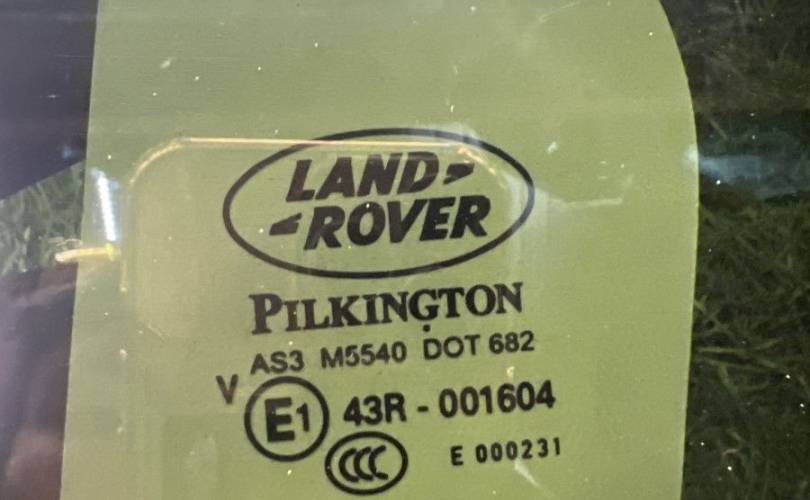 LAND
ROVER
PILKINGTON
AS3 M5540 DOT 682
V
E1 43R - 001604
CCC E 000231